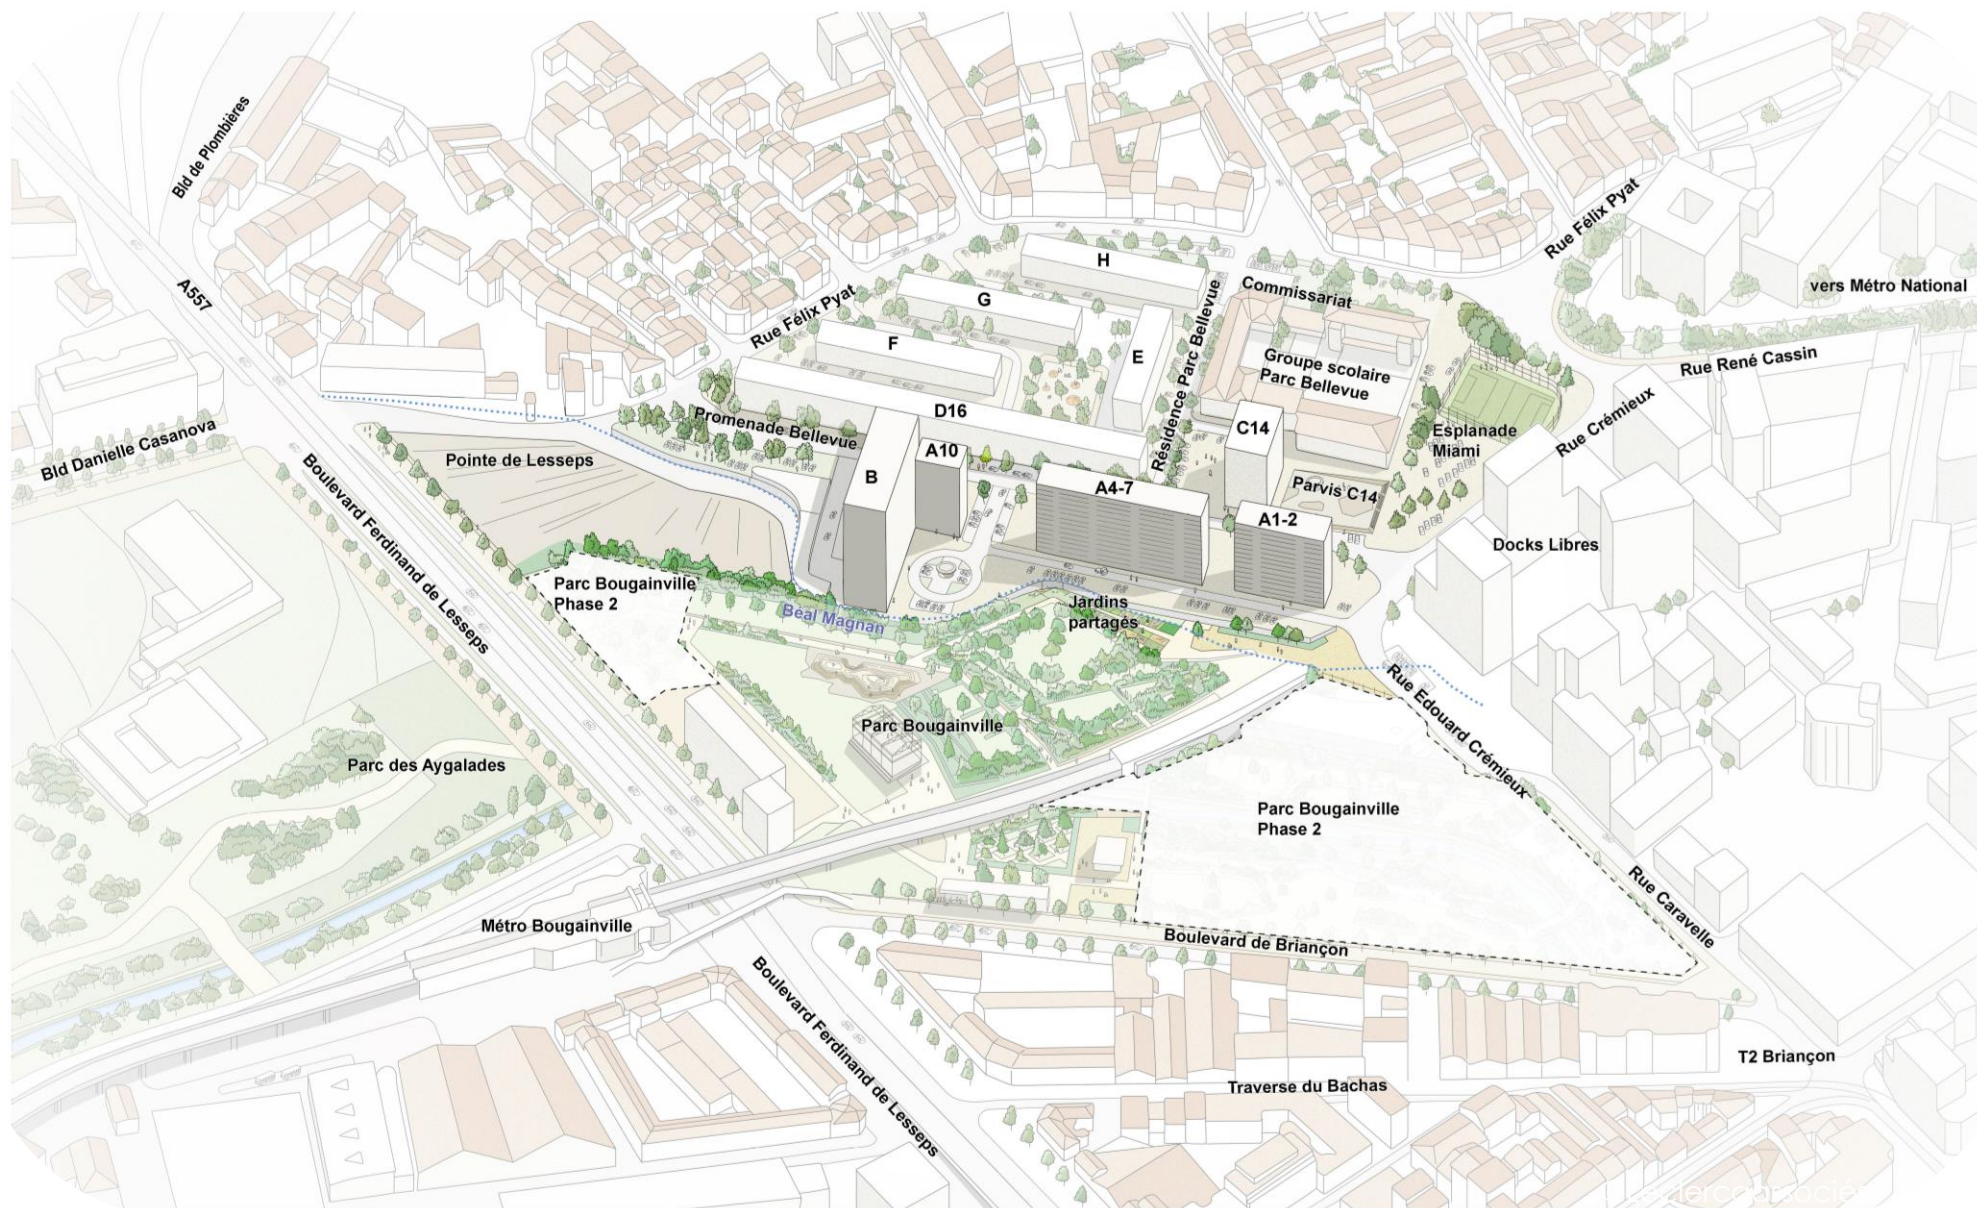 Bld de Plombières
Rue Félix Pyat
H
vers Métro National
A557
G
Commissariat
Rue Félix Pyat
F
E
Groupe scolaire
Parc Bellevue
Rue René Cassin
Résidence Parc Bellevue
D16
Promenade Bellevue
C14
Esplanade
Miami
Rue Crémieux
Bld Danielle Casanova
A10
Pointe de Lesseps
B
A4-7
Parvis C14
A1-2
Docks Libres
Boulevard Ferdinand de Lesseps
Parc Bougainville
Phase 2
Béal Magnan
Jardins
partagés
Parc Bougainville
Rue Edouard Crémieux
Parc des Aygalades
Parc Bougainville
Phase 2
Métro Bougainville
Rue Caravelle
Boulevard de Briançon
Boulevard Ferdinand de Lesseps
T2 Briançon
Traverse du Bachas